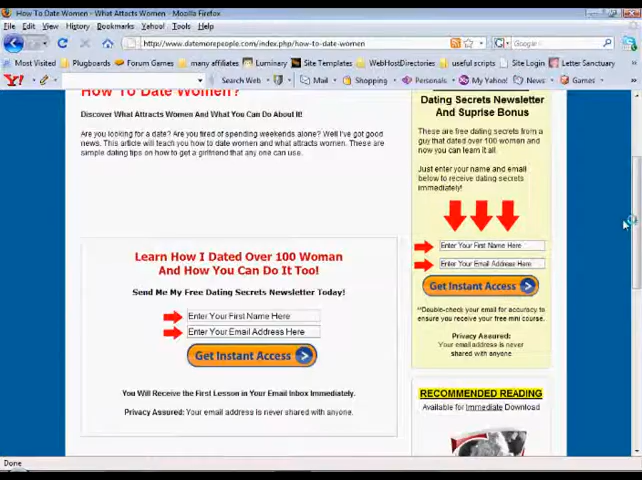 How To Date Women - What Attracts Women - Mozilla Firefox
File Edit View History Bookmarks Yahoo! Tools Help
http://www.datemorepeople.com/index.php/how-to-date-women
Google
Most Visited Plugboards Forum Games many affiliates Luminary Site Templates WebHostDirectories useful scripts Site Login Letter Sanctuary
Y! Search Web Mail Shopping Personals My Yahoo! News Games
How To Date Women?
Discover What Attracts Women And What You Can Do About It!
Are you looking for a date? Are you tired of spending weekends alone? Well I've got good
news. This article will teach you how to date women and what attracts women. These are
simple dating tips on how to get a girlfriend that any one can use.
Learn How I Dated Over 100 Woman
And How You Can Do It Too!
Send Me My Free Dating Secrets Newsletter Today!
Enter Your First Name Here
Enter Your Email Address Here
Get Instant Access
You Will Receive the First Lesson in Your Email Inbox Immediately.
Privacy Assured: Your email address is never shared with anyone.
Dating Secrets Newsletter
And Suprise Bonus
These are free dating secrets from a
guy that dated over 100 women and
now you can learn it all.
Just enter your name and email
below to receive dating secrets
immediately!
Enter Your First Name Here
Enter Your Email Address Here
Get Instant Access
**Double-check your email for accuracy to
ensure you receive your free mini course.
Privacy Assured:
Your email address is never
shared with anyone
RECOMMENDED READING
Available for Immediate Download
Done